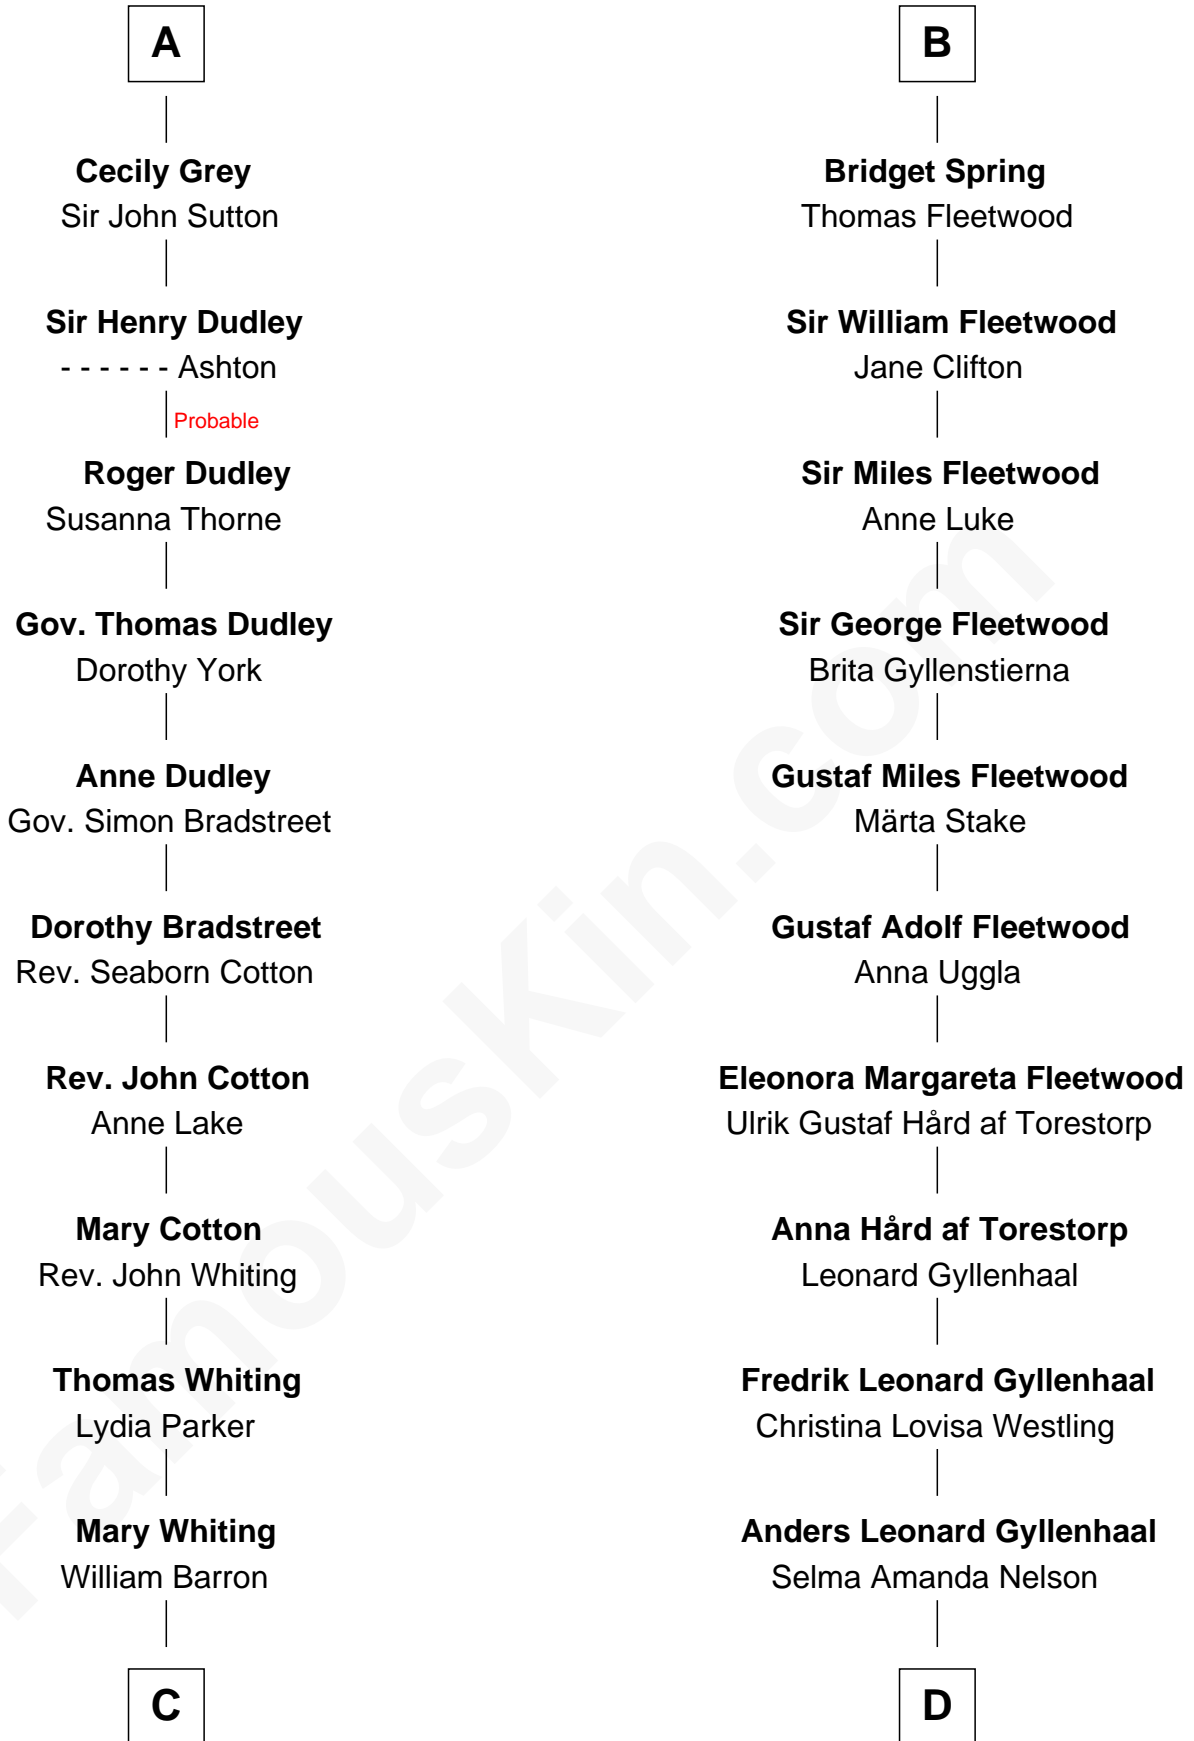 A
Cecily Grey
Sir John Sutton
Sir Henry Dudley
- - - - - - Ashton
Probable
Roger Dudley
Susanna Thorne
Gov. Thomas Dudley
Dorothy York
Anne Dudley
Gov. Simon Bradstreet
Dorothy Bradstreet
Rev. Seaborn Cotton
Rev. John Cotton
Anne Lake
Mary Cotton
Rev. John Whiting
Thomas Whiting
Lydia Parker
Mary Whiting
William Barron
C
B
Bridget Spring
Thomas Fleetwood
Sir William Fleetwood
Jane Clifton
Sir Miles Fleetwood
Anne Luke
Sir George Fleetwood
Brita Gyllenstierna
Gustaf Miles Fleetwood
Märta Stake
Gustaf Adolf Fleetwood
Anna Uggla
Eleonora Margareta Fleetwood
Ulrik Gustaf Hård af Torestorp
Anna Hård af Torestorp
Leonard Gyllenhaal
Fredrik Leonard Gyllenhaal
Christina Lovisa Westling
Anders Leonard Gyllenhaal
Selma Amanda Nelson
D
FamousKin.com